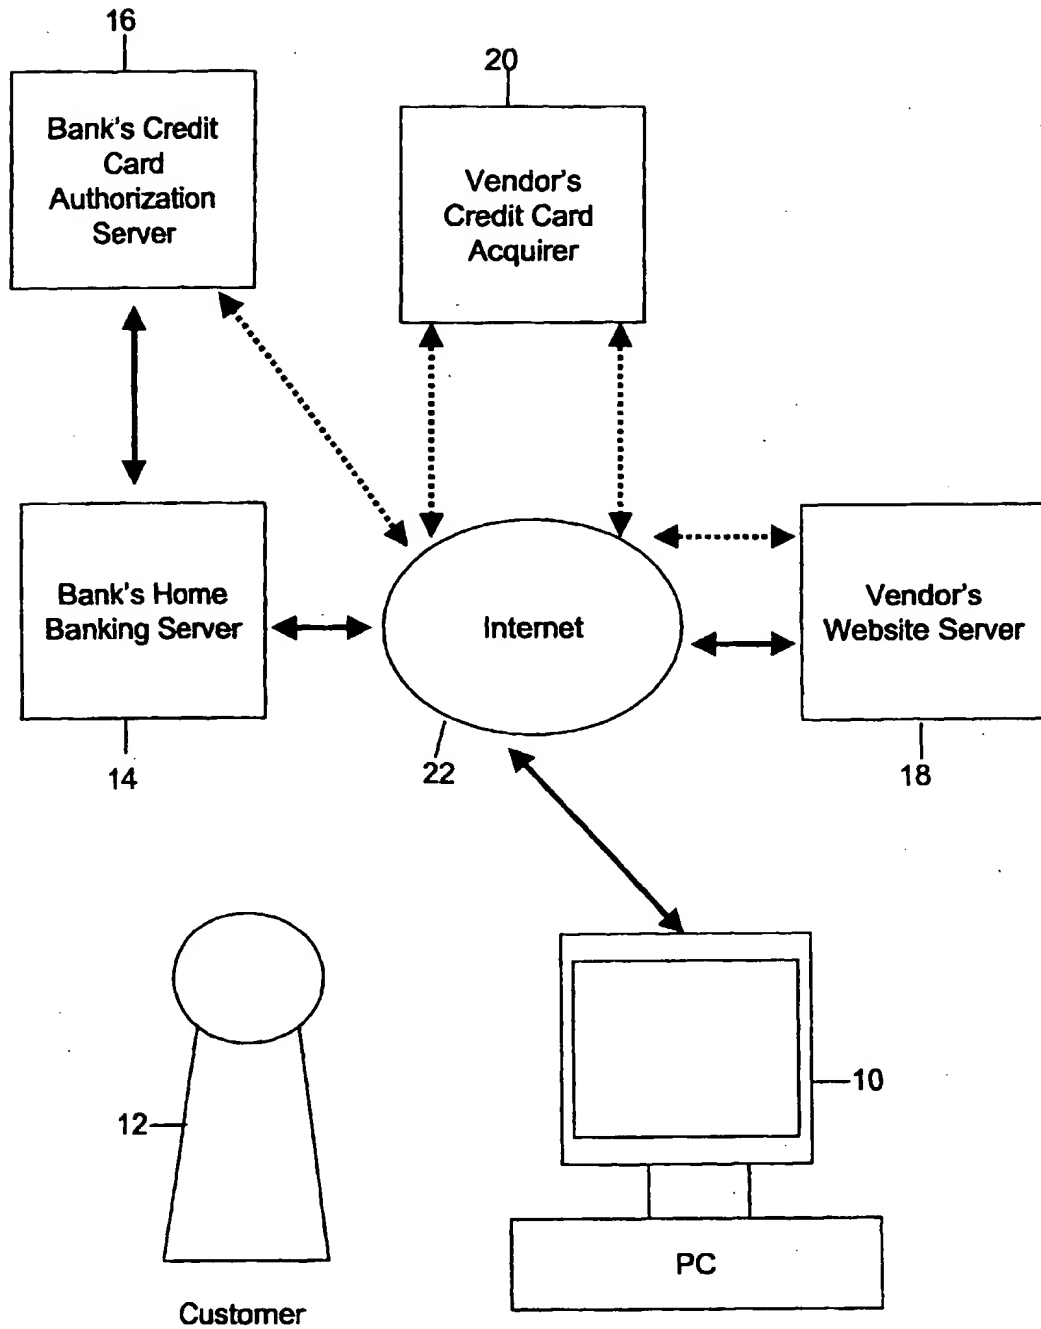 16
20
Bank's Credit
Card
Authorization
Server
Vendor's
Credit Card
Acquirer
Bank's Home
Banking Server
Internet
Vendor's
Website Server
14
22
18
12
10
PC
Customer